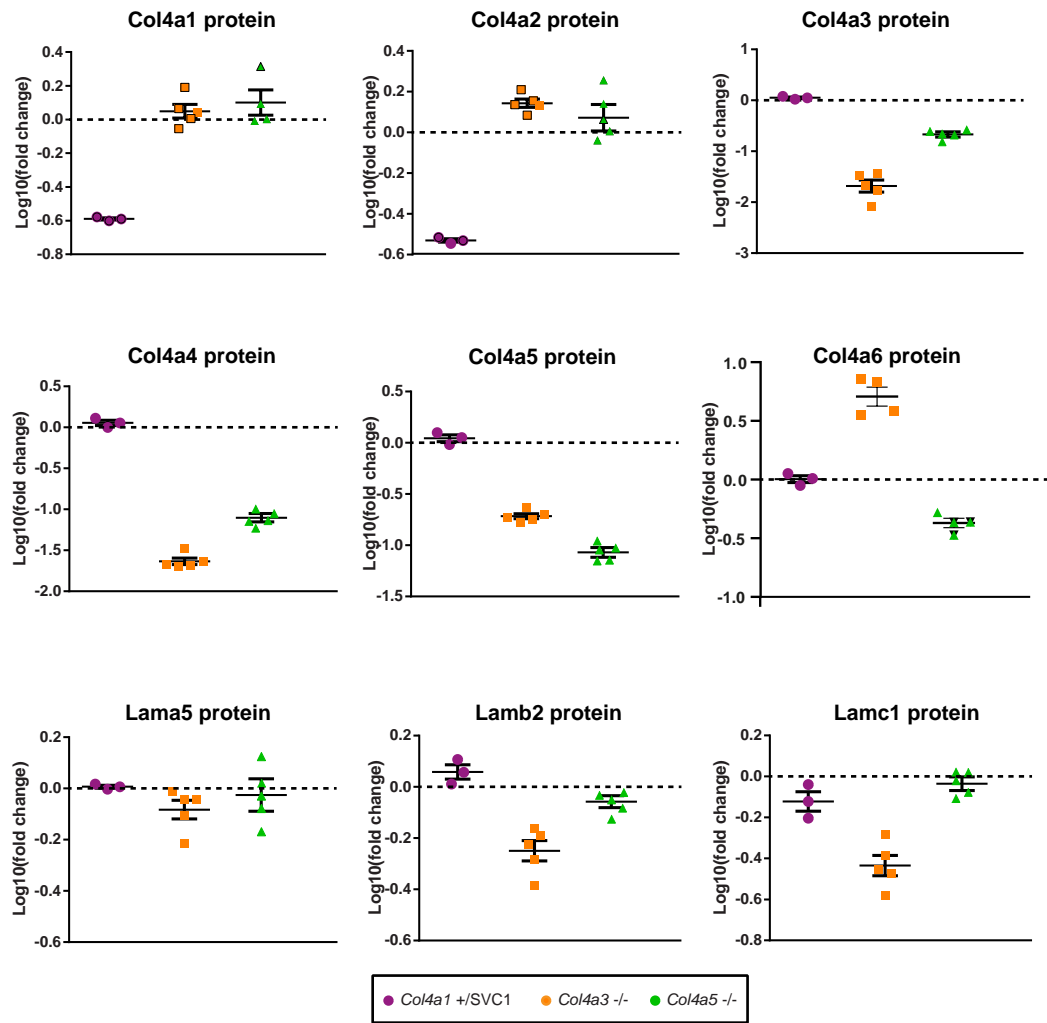 Col4a1 protein
Log10(fold change)
0.4
0.2
0.0
-0.2
-0.4
-0.6
-0.8
Col4a2 protein
Log10(fold change)
0.4
0.2
0.0
-0.2
-0.4
-0.6
Col4a3 protein
Log10(fold change)
1
0
-1
-2
-3
Col4a4 protein
Log10(fold change)
0.5
0.0
-0.5
-1.0
-1.5
-2.0
Col4a5 protein
Log10(fold change)
0.5
0.0
-0.5
-1.0
-1.5
Col4a6 protein
Log10(fold change)
1.0
0.5
0.0
-0.5
-1.0
Lama5 protein
Log10(fold change)
0.2
0.0
-0.2
-0.4
-0.6
Lamb2 protein
Log10(fold change)
0.2
0.0
-0.2
-0.4
-0.6
Lamc1 protein
Log10(fold change)
0.2
0.0
-0.2
-0.4
-0.6
-0.8
Col4a1 +/SVC1 Col4a3 -/- Col4a5 -/-